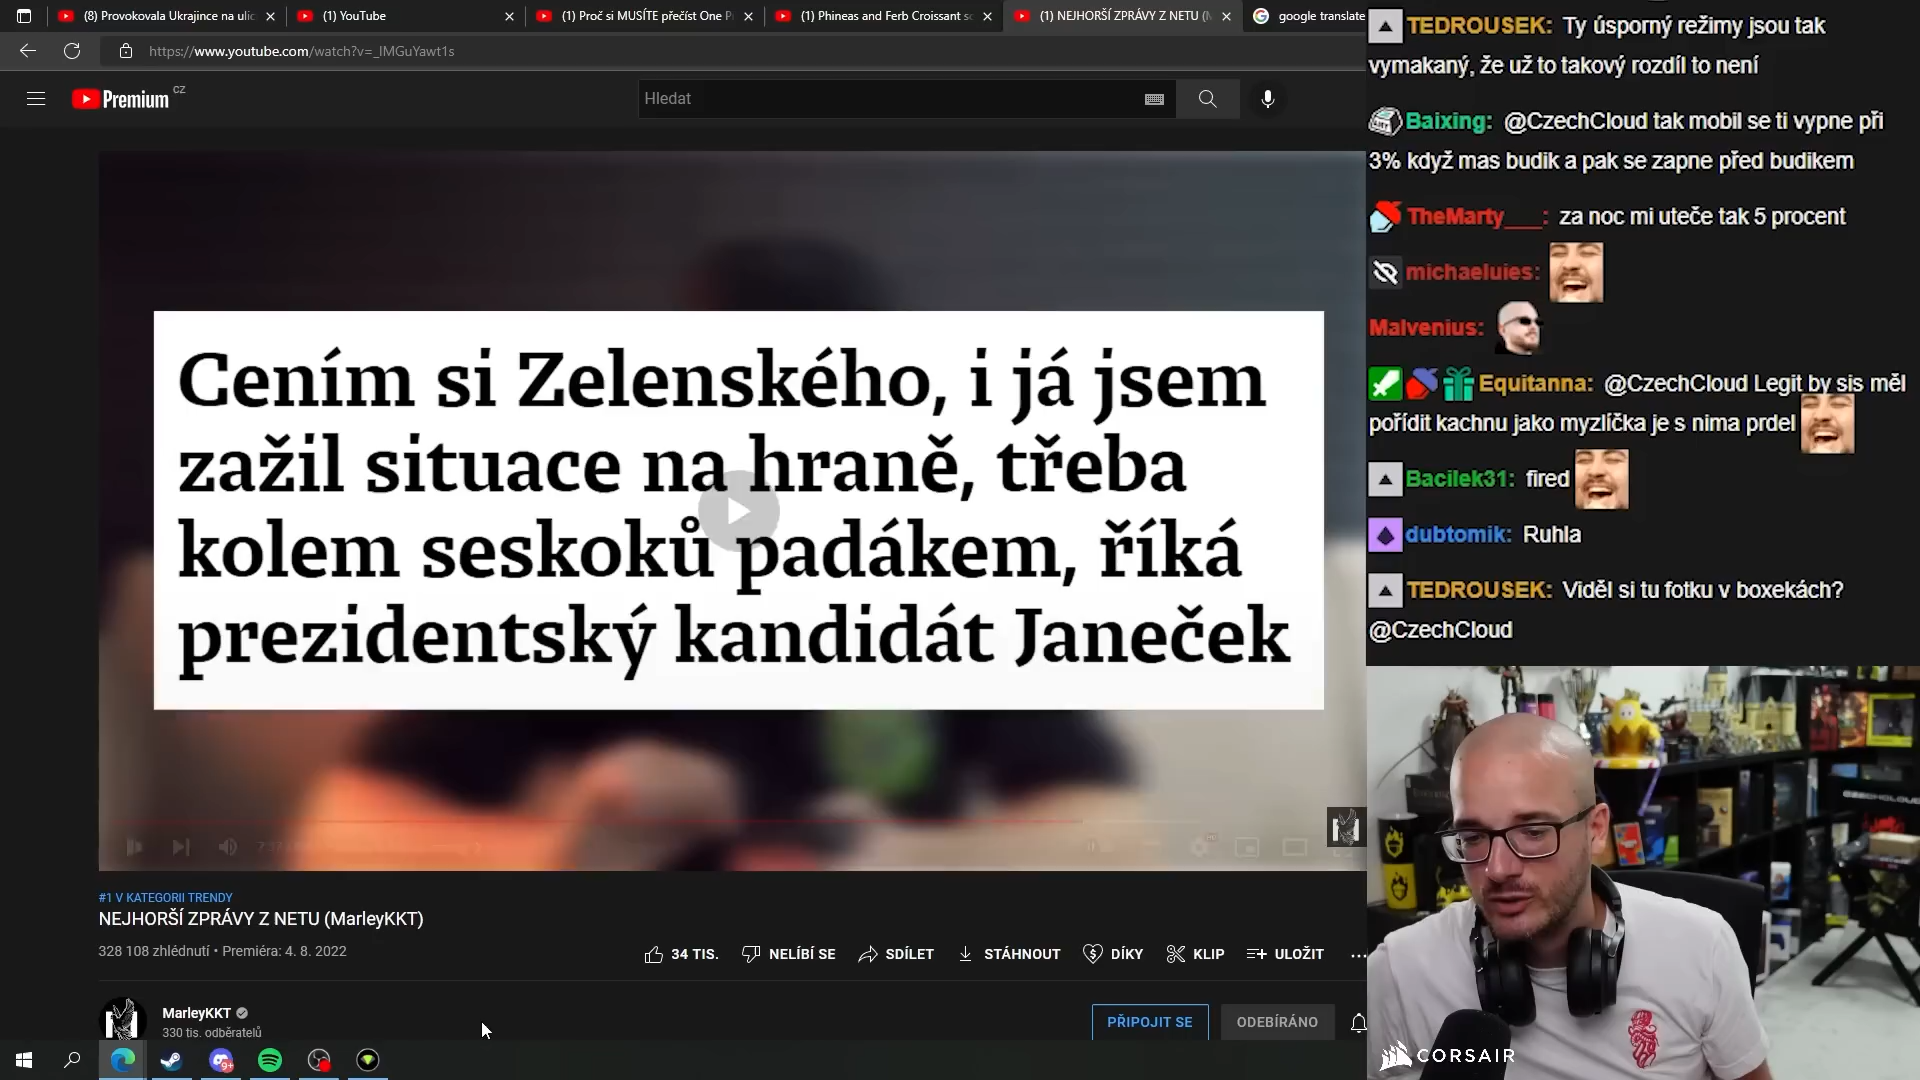 (8) Provokovala Ukrajince na ulic
(1) YouTube
(1) Proč si MUSÍTE přečíst One P
(1) Phineas and Ferb Croissant sc
(1) NEJHORŠÍ ZPRÁVY Z NETU (M
google translate
https://www.youtube.com/watch?v=_IMGuYawt1s
Premium CZ
Hledat
Cením si Zelenského, i já jsem
zažil situace na hraně, třeba
kolem seskoků padákem, říká
prezidentský kandidát Janeček
#1 V KATEGORII TRENDY
NEJHORŠÍ ZPRÁVY Z NETU (MarleyKKT)
328 108 zhlédnutí • Premiéra: 4. 8. 2022
34 TIS.
NELÍBÍ SE
SDÍLET
STÁHNOUT
DÍKY
KLIP
ULOŽIT
MarleyKKT
330 tis. odběratelů
PŘIPOJIT SE
ODEBÍRÁNO
TEDROUSEK: Ty úsporný režimy jsou tak
vymakaný, že už to takový rozdíl to není
Baixing: @CzechCloud tak mobil se ti vypne při
3% když mas budik a pak se zapne před budikem
TheMarty___: za noc mi uteče tak 5 procent
michaeluies:
Malvenius:
Equitanna: @CzechCloud Legit by sis měl
pořídit kachnu jako myzlíčka je s nima prdel
Bacilek31: fired
dubtomik: Ruhla
TEDROUSEK: Viděl si tu fotku v boxekách?
@CzechCloud
CORSAIR
9+